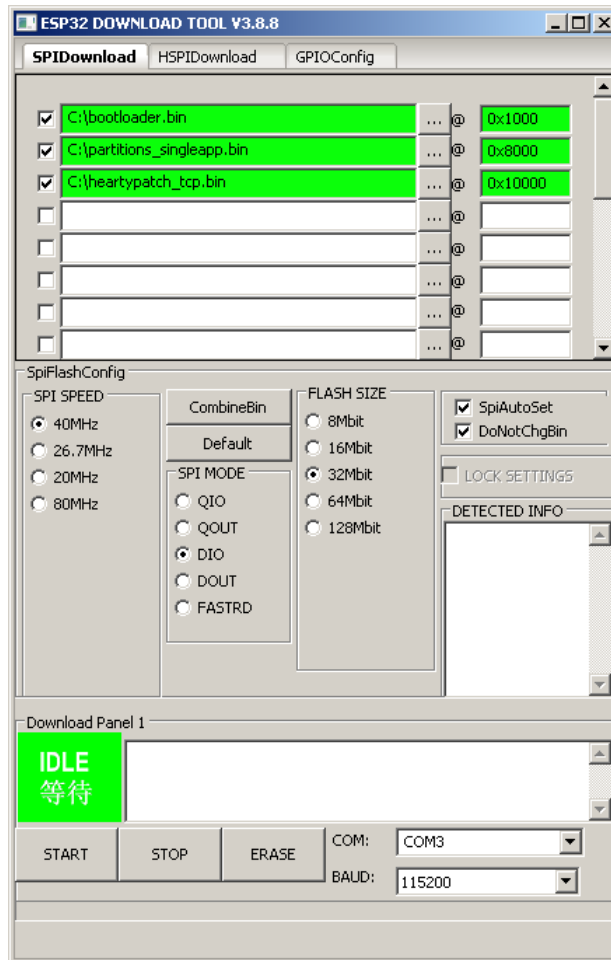 ESP32 DOWNLOAD TOOL V3.8.8
SPIDownload HSPIDownload GPIOConfig
C:\bootloader.bin ... @ 0x1000
C:\partitions_singleapp.bin ... @ 0x8000
C:\heartypatch_tcp.bin ... @ 0x10000
... @
... @
... @
... @
... @
SpiFlashConfig
SPI SPEED
40MHz
26.7MHz
20MHz
80MHz
CombineBin
Default
SPI MODE
QIO
QOUT
DIO
DOUT
FASTRD
FLASH SIZE
8Mbit
16Mbit
32Mbit
64Mbit
128Mbit
SpiAutoSet
DoNotChgBin
LOCK SETTINGS
DETECTED INFO
Download Panel 1
IDLE
等待
START STOP ERASE
COM: COM3
BAUD: 115200